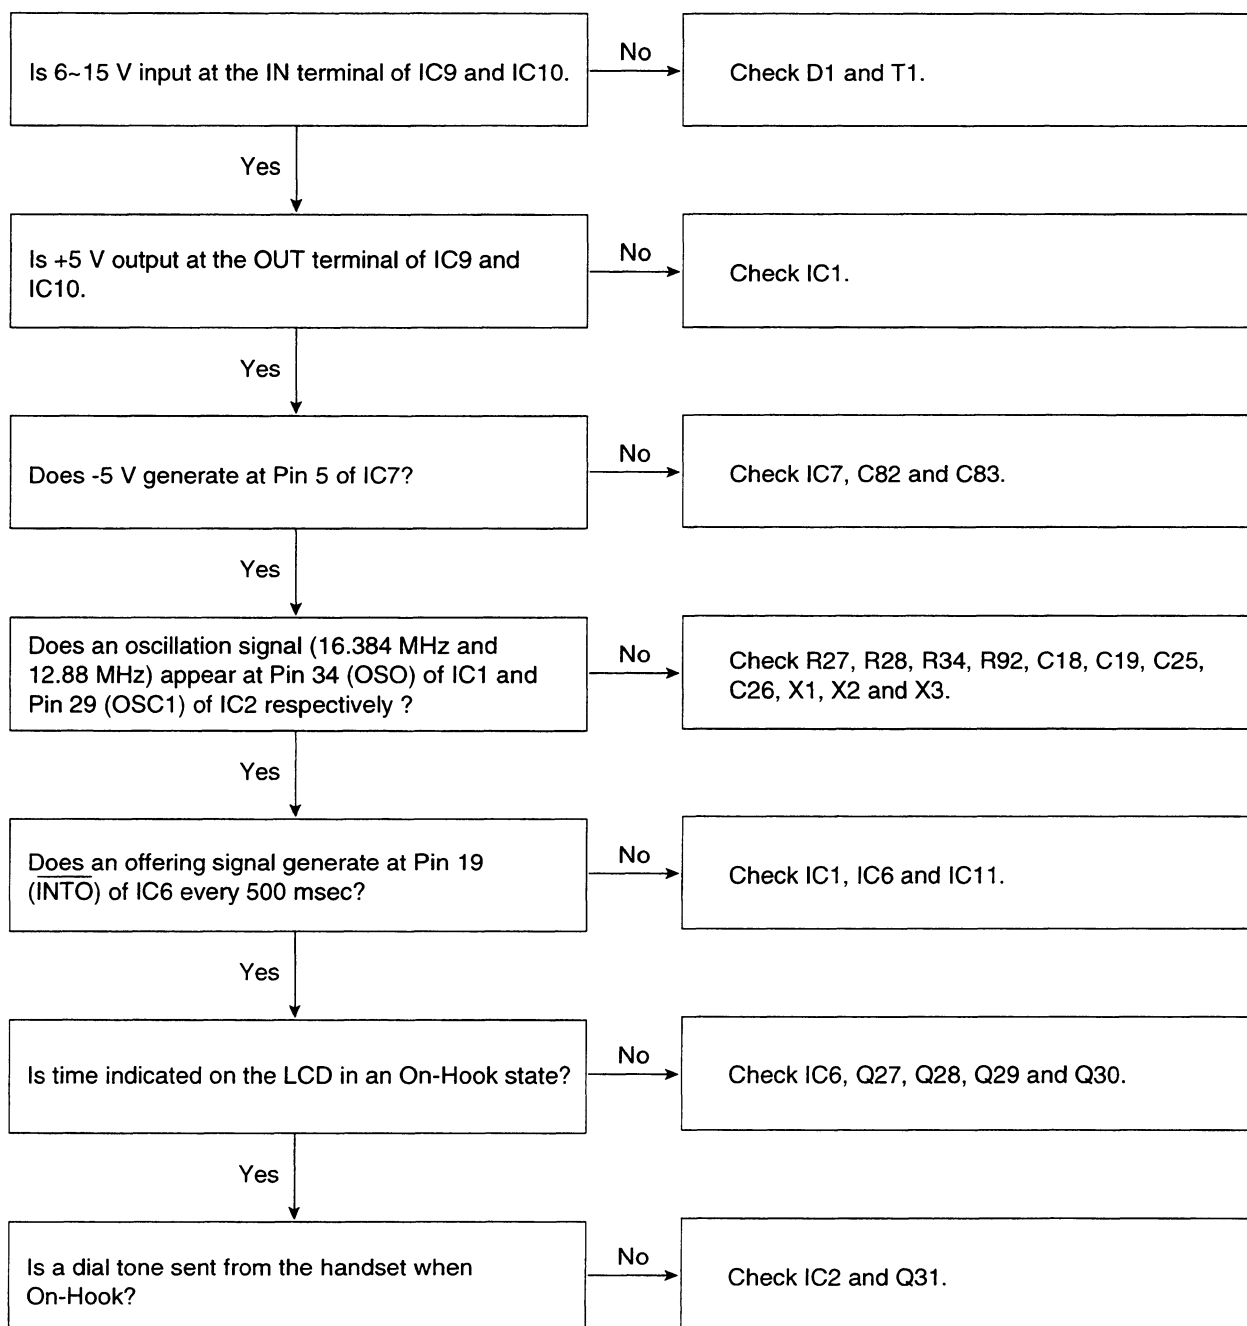 Is 6~15 V input at the IN terminal of IC9 and IC10.
No
Check D1 and T1.
Yes
Is +5 V output at the OUT terminal of IC9 and
IC10.
No
Check IC1.
Yes
Does -5 V generate at Pin 5 of IC7?
No
Check IC7, C82 and C83.
Yes
Does an oscillation signal (16.384 MHz and
12.88 MHz) appear at Pin 34 (OSO) of IC1 and
Pin 29 (OSC1) of IC2 respectively ?
No
Check R27, R28, R34, R92, C18, C19, C25,
C26, X1, X2 and X3.
Yes
Does an offering signal generate at Pin 19
(INTO) of IC6 every 500 msec?
No
Check IC1, IC6 and IC11.
Yes
Is time indicated on the LCD in an On-Hook state?
No
Check IC6, Q27, Q28, Q29 and Q30.
Yes
Is a dial tone sent from the handset when
On-Hook?
No
Check IC2 and Q31.